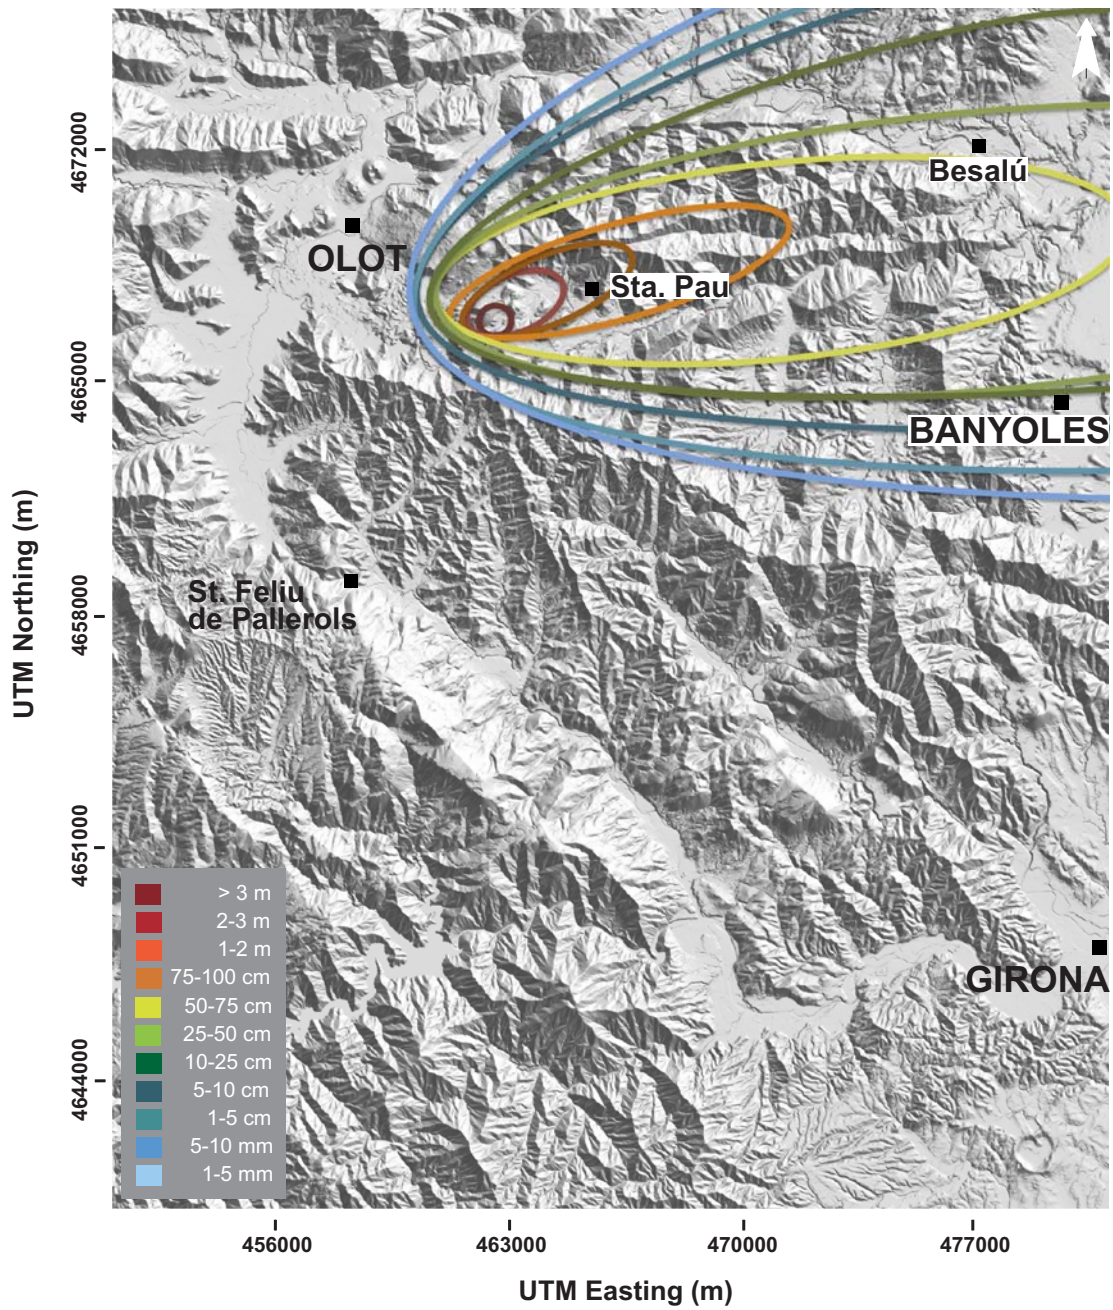 4672000
Besalú
OLOT
Sta. Pau
4665000
BANYOLES
UTM Northing (m)
St. Feliu
de Pallerols
4658000
4651000
> 3 m
2-3 m
1-2 m
75-100 cm
50-75 cm
25-50 cm
10-25 cm
5-10 cm
1-5 cm
5-10 mm
1-5 mm
GIRONA
4644000
456000
463000
470000
477000
UTM Easting (m)